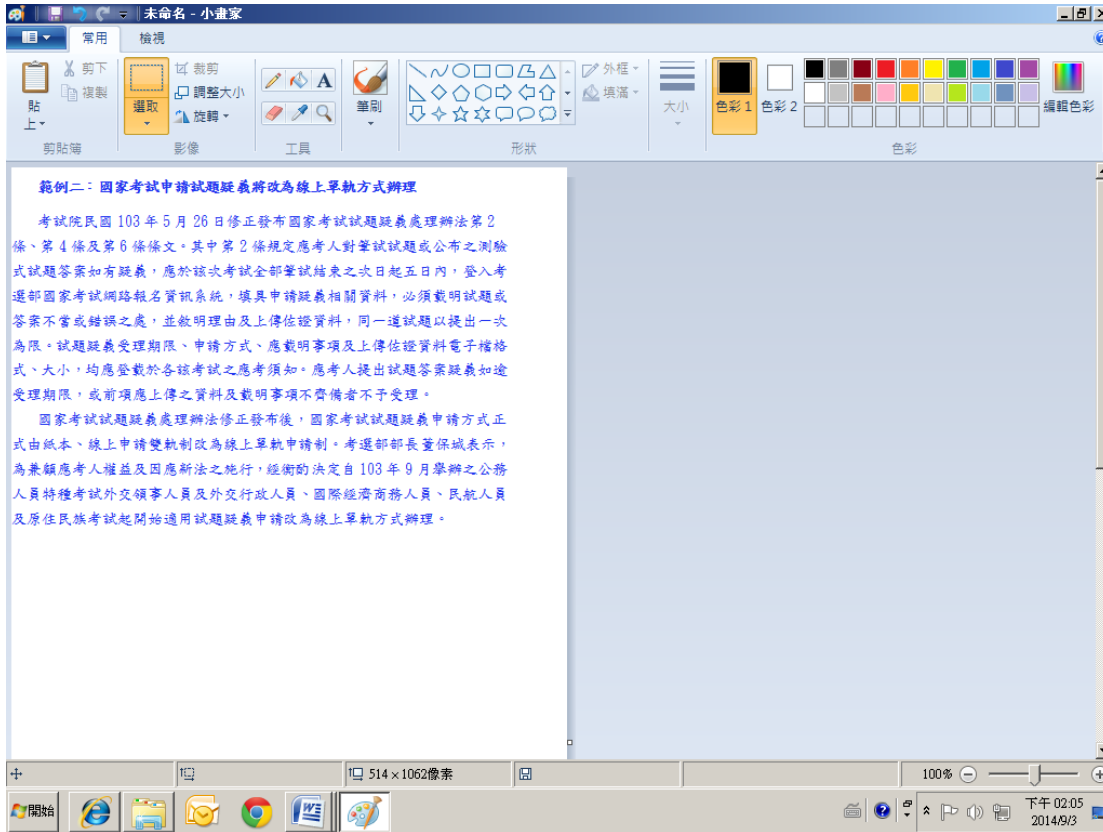 未命名 - 小畫家
常用 檢視
貼上
剪下
複製
剪貼簿
選取
裁剪
調整大小
旋轉
影像
A
工具
筆刷
外框
填滿
形狀
大小
色彩 1
色彩 2
編輯色彩
色彩
範例二：國家考試申請試題疑義將改為線上單軌方式辦理
考試院民國 103 年 5 月 26 日修正發布國家考試試題疑義處理辦法第 2
條、第 4 條及第 6 條條文。其中第 2 條規定應考人對筆試試題或公布之測驗
式試題答案如有疑義，應於該次考試全部筆試結束之次日起五日內，登入考
選部國家考試網路報名資訊系統，填具申請疑義相關資料，必須載明試題或
答案不當或錯誤之處，並敘明理由及上傳佐證資料，同一道試題以提出一次
為限。試題疑義受理期限、申請方式、應載明事項及上傳佐證資料電子檔格
式、大小，均應登載於各該考試之應考須知。應考人提出試題答案疑義如逾
受理期限，或前項應上傳之資料及載明事項不齊備者不予受理。
國家考試試題疑義處理辦法修正發布後，國家考試試題疑義申請方式正
式由紙本、線上申請雙軌制改為線上單軌申請制。考選部部長董保城表示，
為兼顧應考人權益及因應新法之施行，經衡酌決定自 103 年 9 月舉辦之公務
人員特種考試外交領事人員及外交行政人員、國際經濟商務人員、民航人員
及原住民族考試起開始適用試題疑義申請改為線上單軌方式辦理。
514 × 1062像素
100%
開始
下午 02:05
2014/9/3